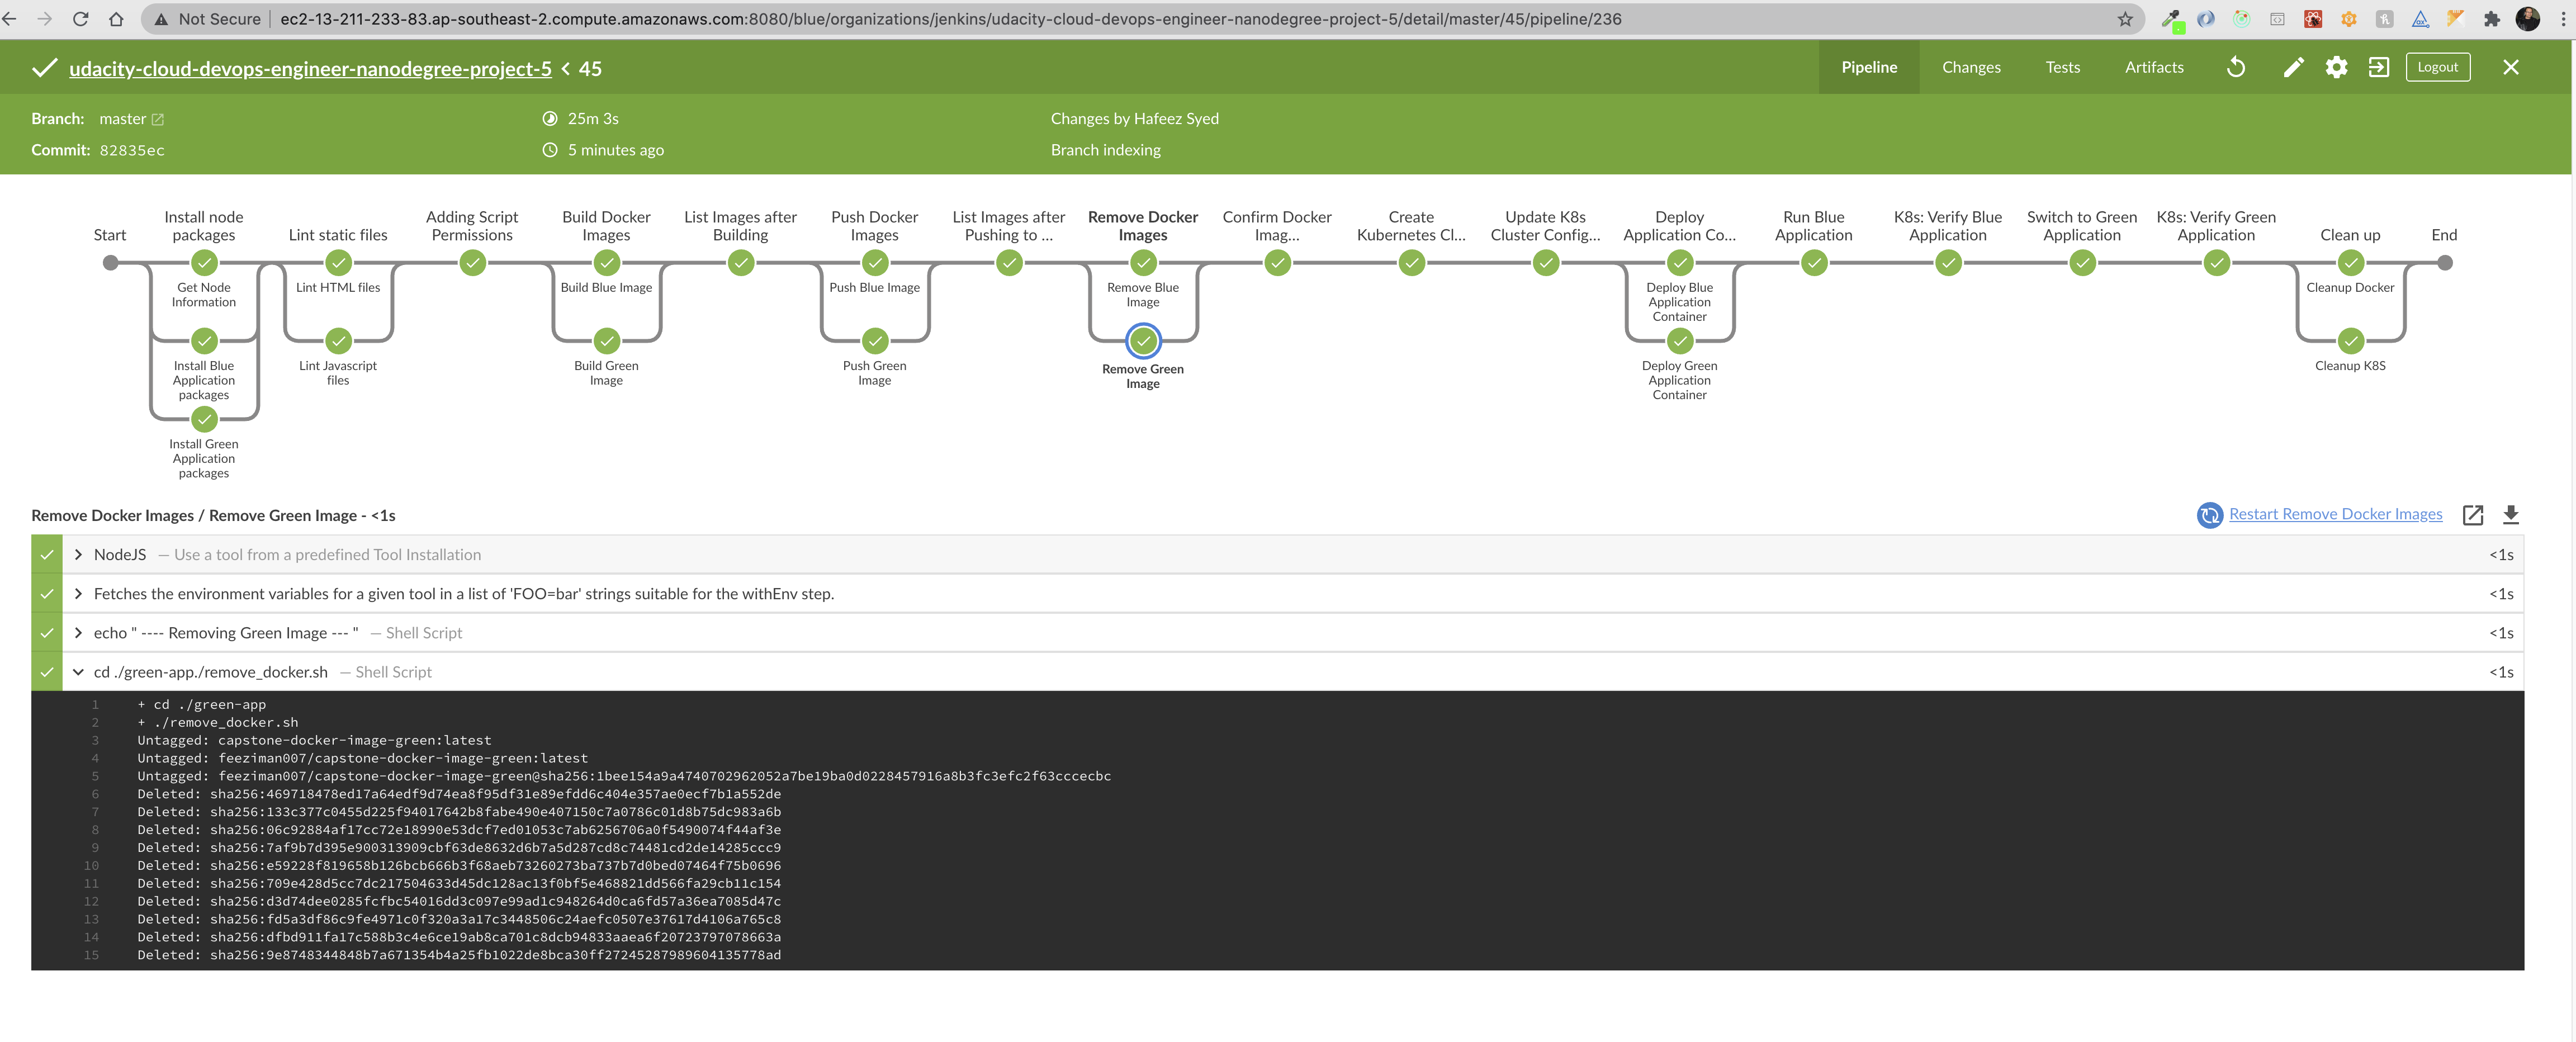 Not Secure ec2-13-211-233-83.ap-southeast-2.compute.amazonaws.com:8080/blue/organizations/jenkins/udacity-cloud-devops-engineer-nanodegree-project-5/detail/master/45/pipeline/236
udacity-cloud-devops-engineer-nanodegree-project-5 < 45
Pipeline Changes Tests Artifacts Logout
Branch: master 25m 3s Changes by Hafeez Syed
Commit: 82835ec 5 minutes ago Branch indexing
Start
Install node
packages
Lint static files
Adding Script
Permissions
Build Docker
Images
List Images after
Building
Push Docker
Images
List Images after
Pushing to ...
Remove Docker
Images
Confirm Docker
Imag...
Create
Kubernetes Cl...
Update K8s
Cluster Config...
Deploy
Application Co...
Run Blue
Application
K8s: Verify Blue
Application
Switch to Green
Application
K8s: Verify Green
Application
Clean up
End
Get Node
Information
Install Blue
Application
packages
Install Green
Application
packages
Lint HTML files
Lint Javascript
files
Build Blue Image
Build Green
Image
Push Blue Image
Push Green
Image
Remove Blue
Image
Remove Green
Image
Deploy Blue
Application
Container
Deploy Green
Application
Container
Cleanup Docker
Cleanup K8S
Remove Docker Images / Remove Green Image - <1s
Restart Remove Docker Images
NodeJS — Use a tool from a predefined Tool Installation <1s
Fetches the environment variables for a given tool in a list of 'FOO=bar' strings suitable for the withEnv step. <1s
echo " ---- Removing Green Image --- " — Shell Script <1s
cd ./green-app./remove_docker.sh — Shell Script <1s
1 + cd ./green-app
2 + ./remove_docker.sh
3 Untagged: capstone-docker-image-green:latest
4 Untagged: feeziman007/capstone-docker-image-green:latest
5 Untagged: feeziman007/capstone-docker-image-green@sha256:1bee154a9a4740702962052a7be19ba0d0228457916a8b3fc3efc2f63cccecbc
6 Deleted: sha256:469718478ed17a64edf9d74ea8f95df31e89efdd6c404e357ae0ecf7b1a552de
7 Deleted: sha256:133c377c0455d225f94017642b8fabe490e407150c7a0786c01d8b75dc983a6b
8 Deleted: sha256:06c92884af17cc72e18990e53dcf7ed01053c7ab6256706a0f5490074f44af3e
9 Deleted: sha256:7af9b7d395e900313909cbf63de8632d6b7a5d287cd8c74481cd2de14285ccc9
10 Deleted: sha256:e59228f819658b126bcb666b3f68aeb73260273ba737b7d0bed07464f75b0696
11 Deleted: sha256:709e428d5cc7dc217504633d45dc128ac13f0bf5e468821dd566fa29cb11c154
12 Deleted: sha256:d3d74dee0285fcfbc54016dd3c097e99ad1c948264d0ca6fd57a36ea7085d47c
13 Deleted: sha256:fd5a3df86c9fe4971c0f320a3a17c3448506c24aefc0507e37617d4106a765c8
14 Deleted: sha256:dfbd911fa17c588b3c4e6ce19ab8ca701c8dcb94833aaea6f20723797078663a
15 Deleted: sha256:9e8748344848b7a671354b4a25fb1022de8bca30ff27245287989604135778ad